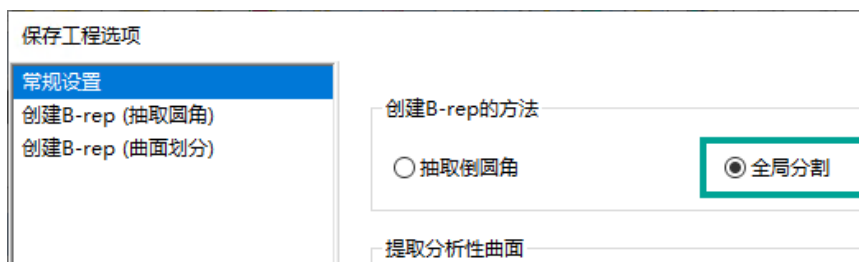 保存工程选项
常规设置
创建B-rep (抽取圆角)
创建B-rep (曲面划分)
创建B-rep的方法
抽取倒圆角
全局分割
提取分析性曲面